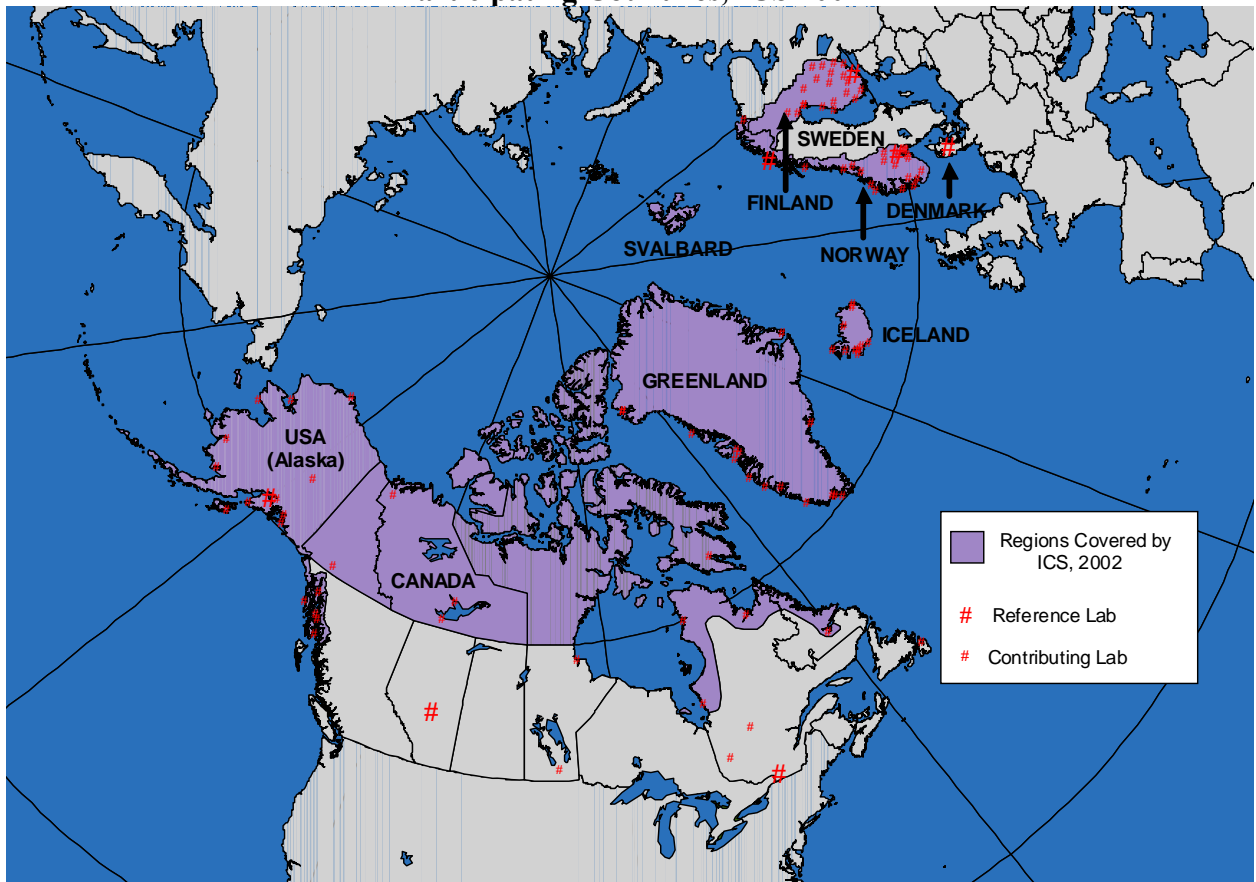 SWEDEN
FINLAND
DENMARK
SVALBARD
NORWAY
ICELAND
GREENLAND
USA
(Alaska)
CANADA
Regions Covered by
ICS, 2002
# Reference Lab
# Contributing Lab